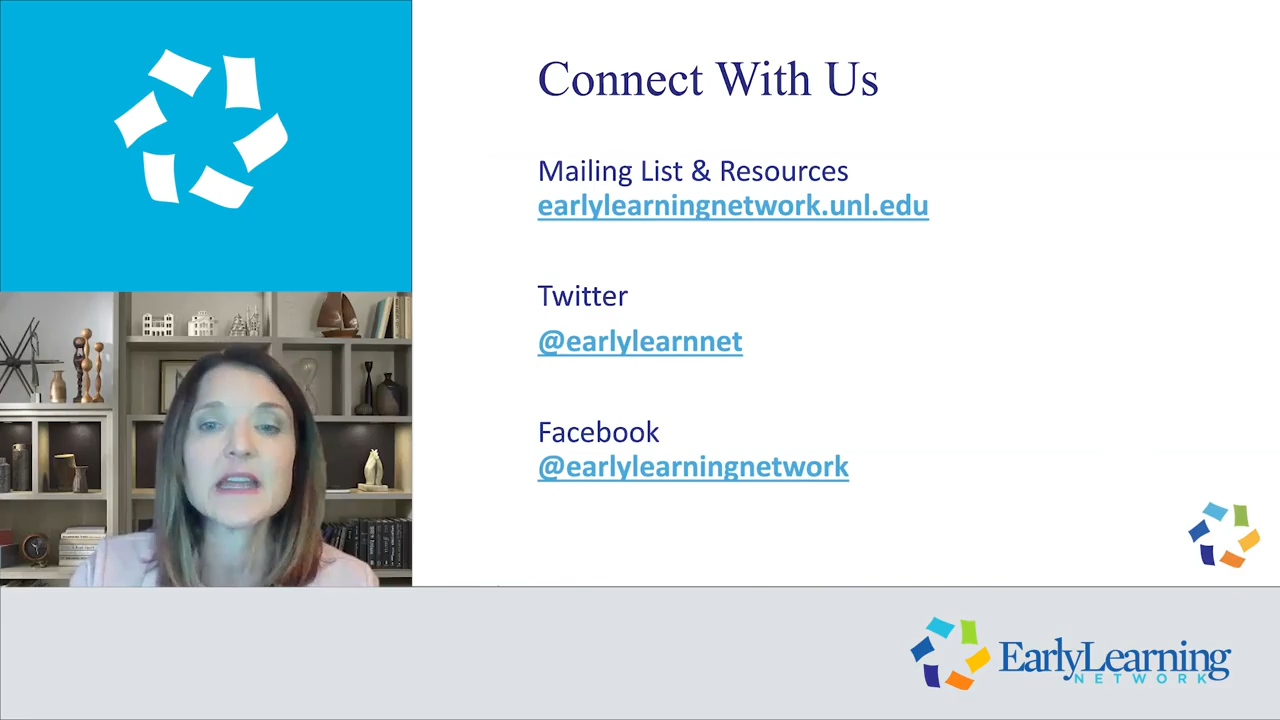 Connect With Us
Mailing List & Resources
earlylearningnetwork.unl.edu
Twitter
@earlylearnnet
Facebook
@earlylearningnetwork
EarlyLearning
NETWORK